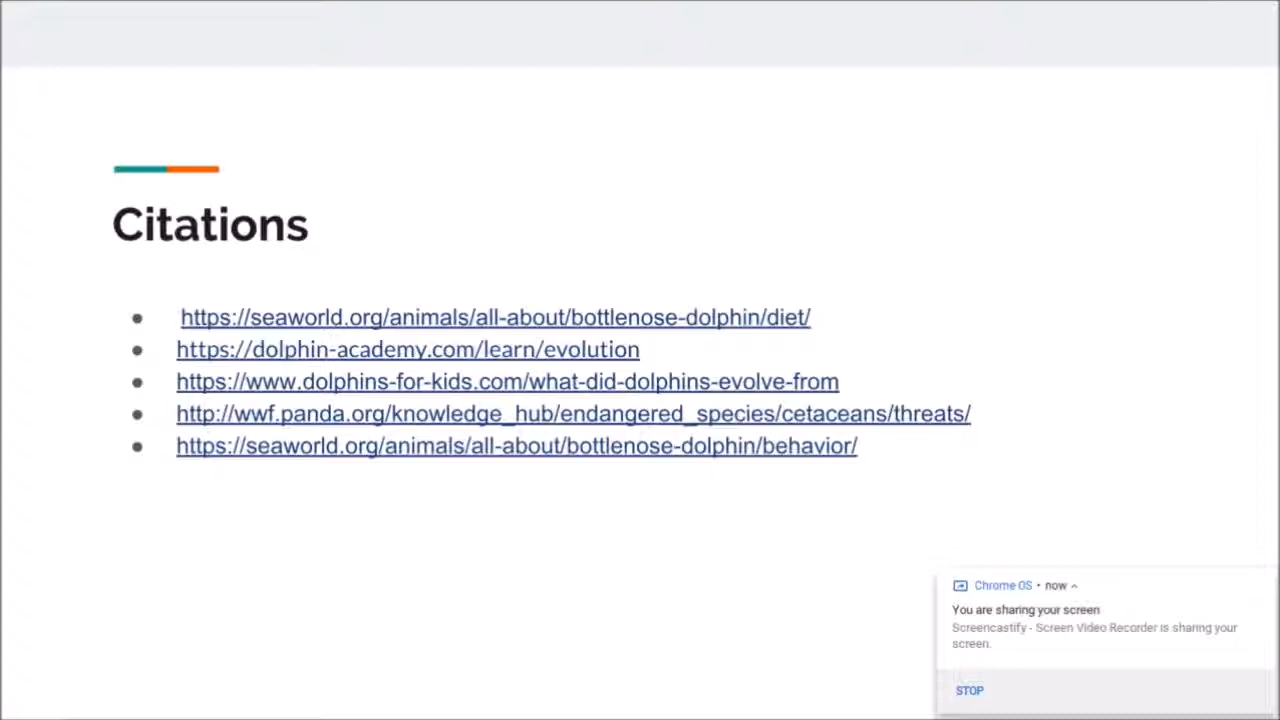 Citations
https://seaworld.org/animals/all-about/bottlenose-dolphin/diet/
https://dolphin-academy.com/learn/evolution
https://www.dolphins-for-kids.com/what-did-dolphins-evolve-from
http://wwf.panda.org/knowledge_hub/endangered_species/cetaceans/threats/
https://seaworld.org/animals/all-about/bottlenose-dolphin/behavior/
Chrome OS • now
You are sharing your screen
Screencastify - Screen Video Recorder is sharing your
screen.
STOP